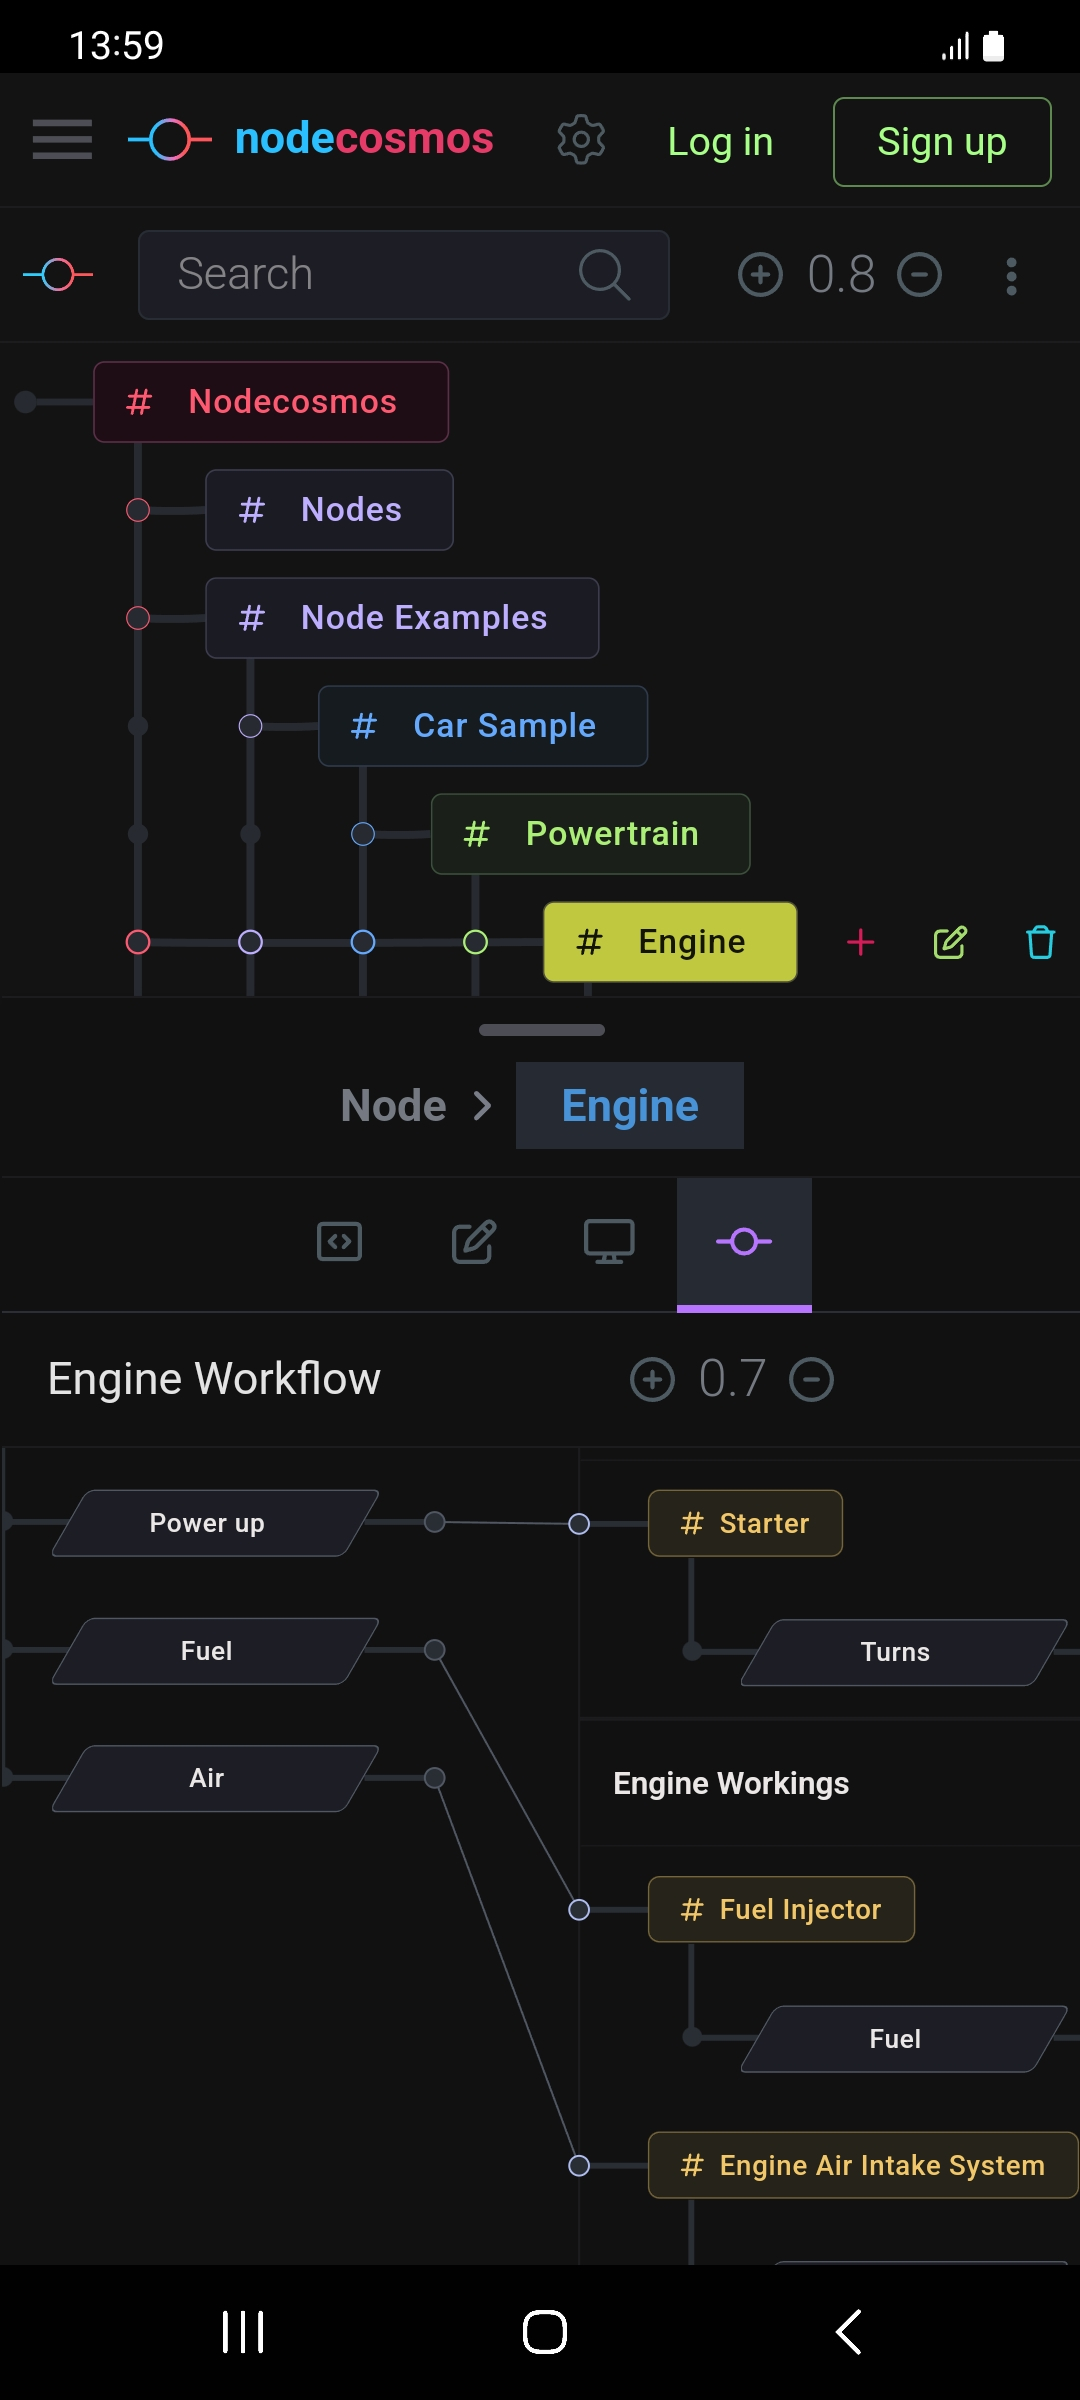 13:59
nodecosmos Log in Sign up
Search 0.8
# Nodecosmos
# Nodes
# Node Examples
# Car Sample
# Powertrain
# Engine
Node > Engine
Engine Workflow 0.7
Power up # Starter
Fuel Turns
Air Engine Workings
# Fuel Injector
Fuel
# Engine Air Intake System